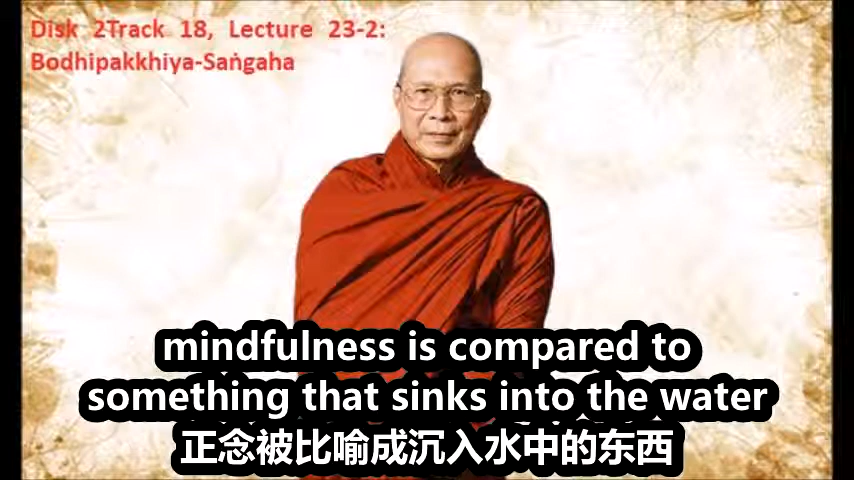 Disk 2Track 18, Lecture 23-2:
Bodhipakkhiya-Saṅgaha
mindfulness is compared to
something that sinks into the water
正念被比喻成沉入水中的东西